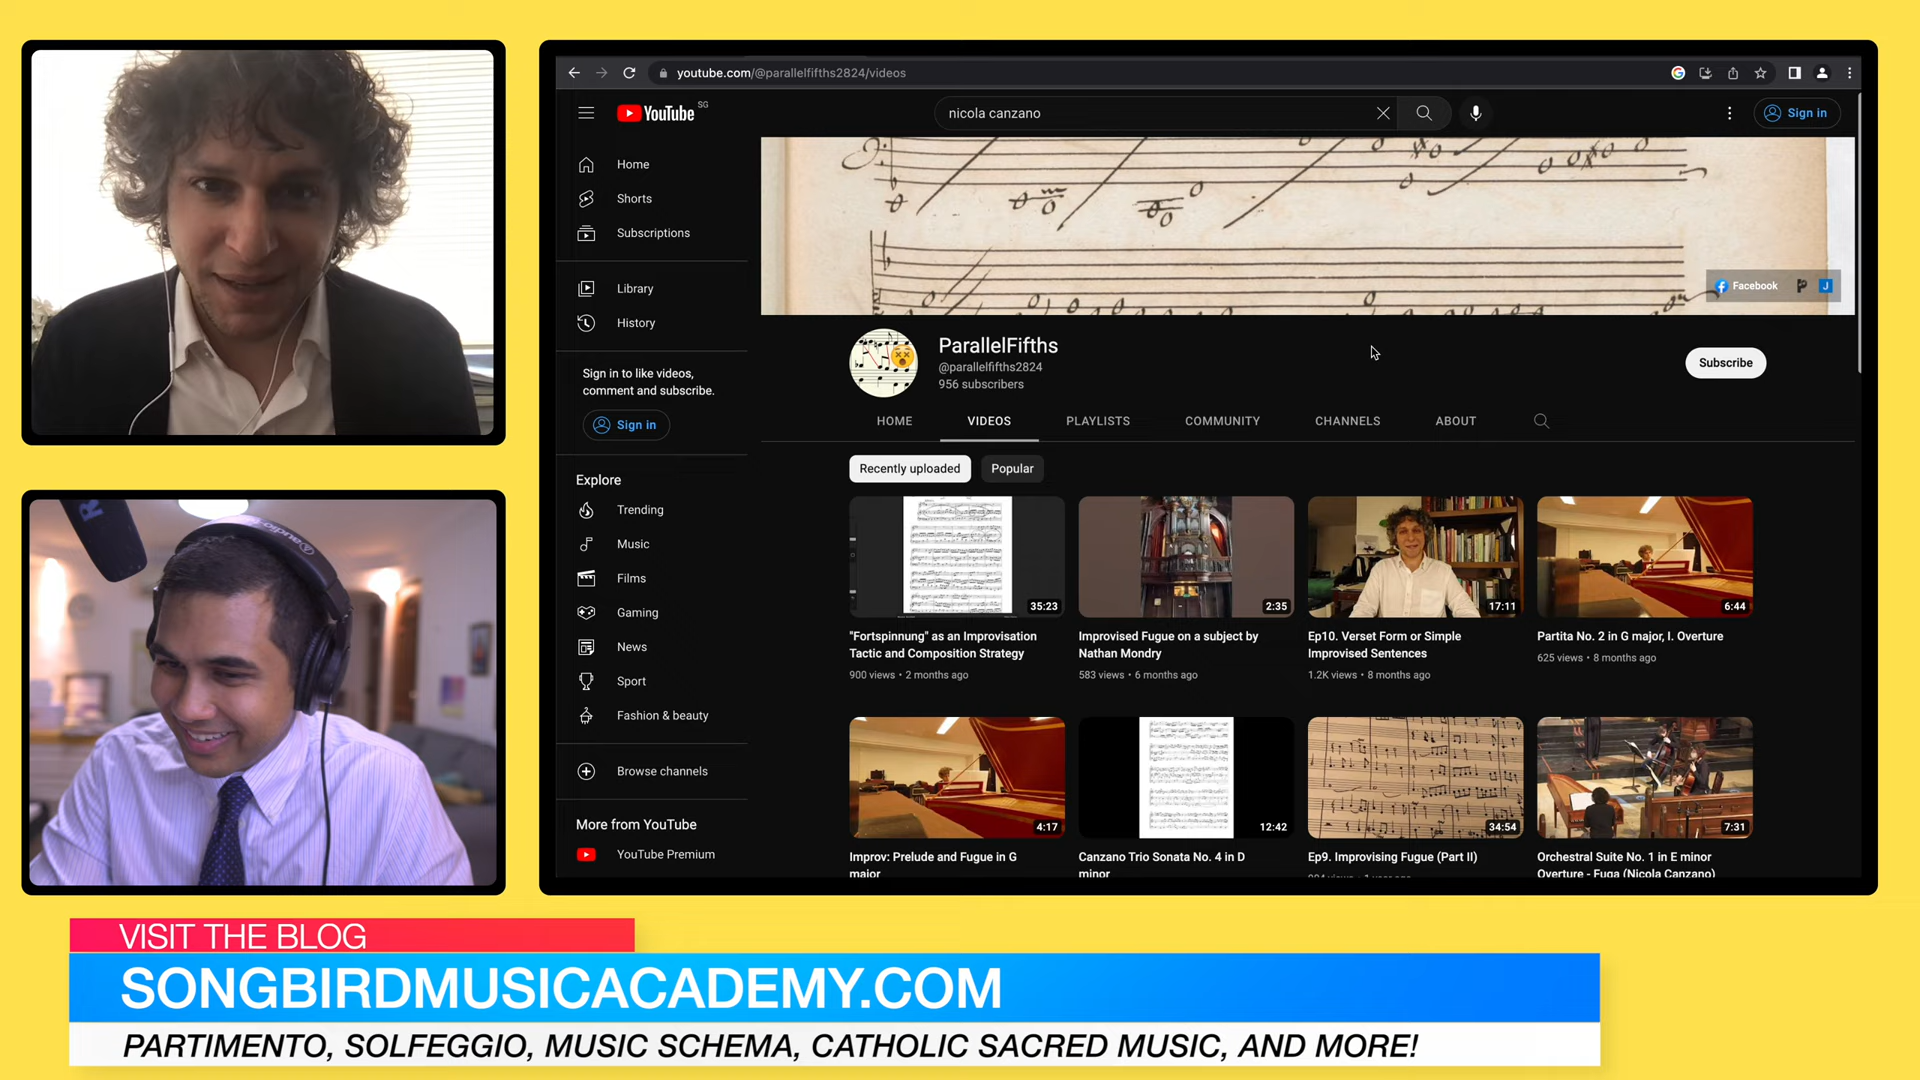 youtube.com/@parallelfifths2824/videos
YouTube SG
nicola canzano
Sign in
Home
Shorts
Subscriptions
Library
History
Sign in to like videos,
comment and subscribe.
Sign in
Explore
Trending
Music
Films
Gaming
News
Sport
Fashion & beauty
Browse channels
More from YouTube
YouTube Premium
Facebook
J
ParallelFifths
@parallelfifths2824
956 subscribers
Subscribe
HOME
VIDEOS
PLAYLISTS
COMMUNITY
CHANNELS
ABOUT
Recently uploaded
Popular
35:23
"Fortspinnung" as an Improvisation
Tactic and Composition Strategy
900 views • 2 months ago
2:35
Improvised Fugue on a subject by
Nathan Mondry
583 views • 6 months ago
17:11
Ep10. Verset Form or Simple
Improvised Sentences
1.2K views • 8 months ago
6:44
Partita No. 2 in G major, I. Overture
625 views • 8 months ago
4:17
Improv: Prelude and Fugue in G
major
12:42
Canzano Trio Sonata No. 4 in D
minor
34:54
Ep9. Improvising Fugue (Part II)
7:31
Orchestral Suite No. 1 in E minor
Overture - Fuga (Nicola Canzano)
audio-technica
VISIT THE BLOG
SONGBIRDMUSICACADEMY.COM
PARTIMENTO, SOLFEGGIO, MUSIC SCHEMA, CATHOLIC SACRED MUSIC, AND MORE!